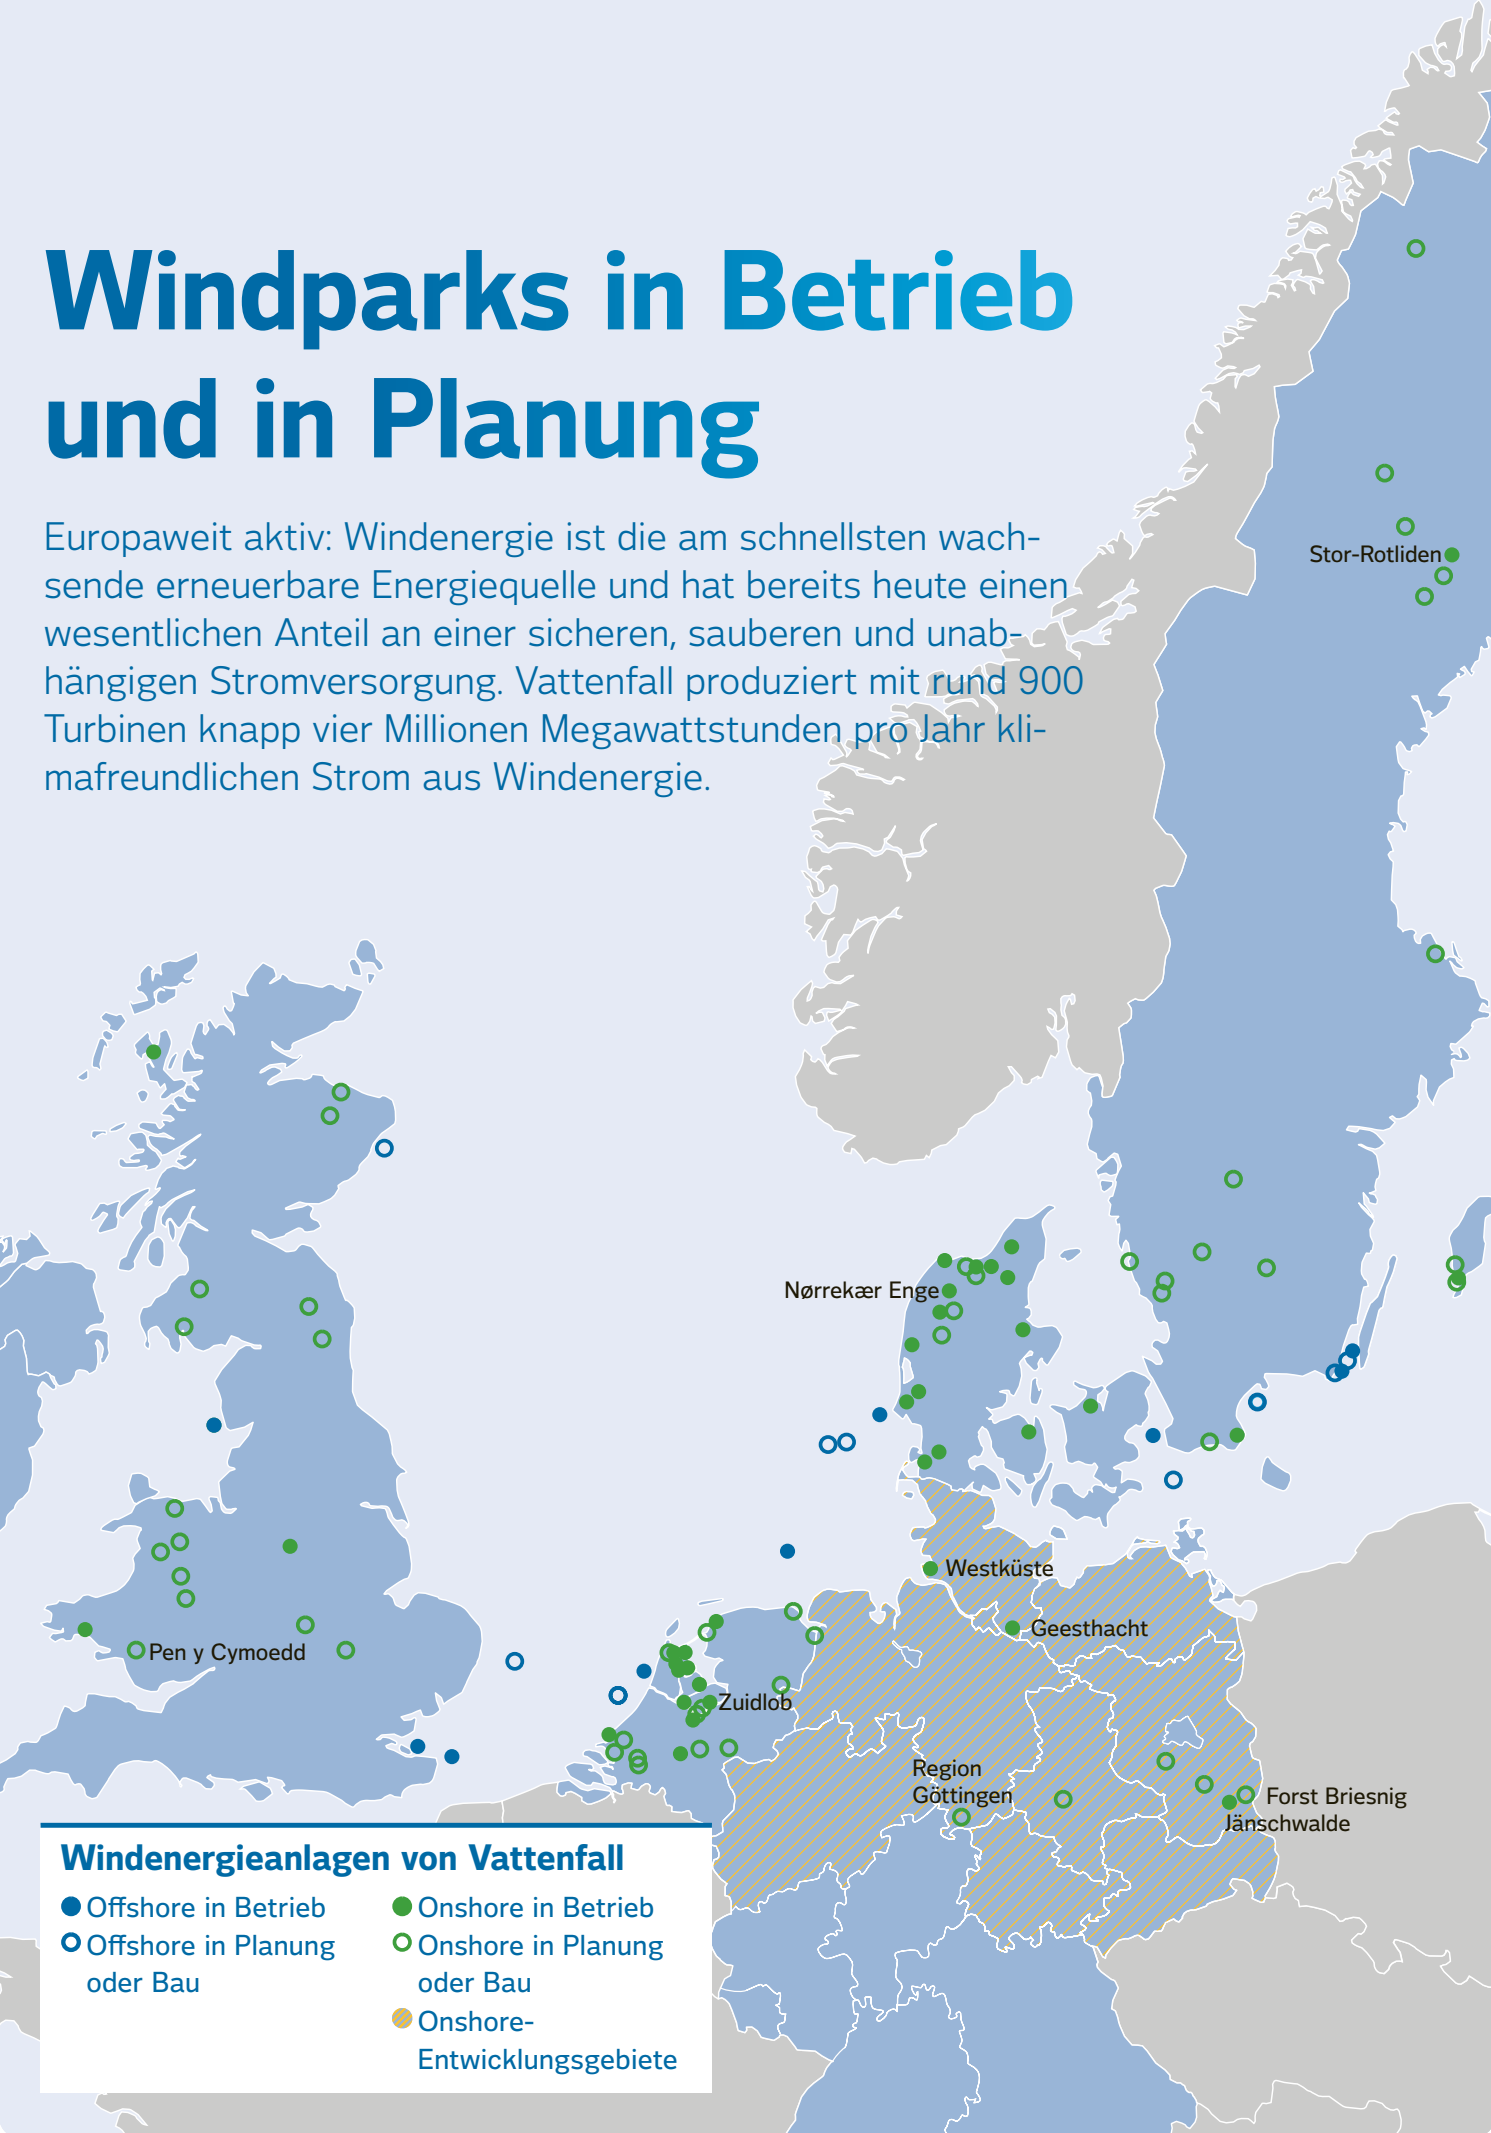 Windparks in Betrieb
und in Planung
Europaweit aktiv: Windenergie ist die am schnellsten wach-
sende erneuerbare Energiequelle und hat bereits heute einen
wesentlichen Anteil an einer sicheren, sauberen und unab-
hängigen Stromversorgung. Vattenfall produziert mit rund 900
Turbinen knapp vier Millionen Megawattstunden pro Jahr kli-
mafreundlichen Strom aus Windenergie.
Stor-Rotliden
Nørrekær Enge
Westküste
Geesthacht
Pen y Cymoedd
Zuidlob
Region
Göttingen
Forst Briesnig
Jänschwalde
Windenergieanlagen von Vattenfall
Offshore in Betrieb
Offshore in Planung
oder Bau
Onshore in Betrieb
Onshore in Planung
oder Bau
Onshore-
Entwicklungsgebiete